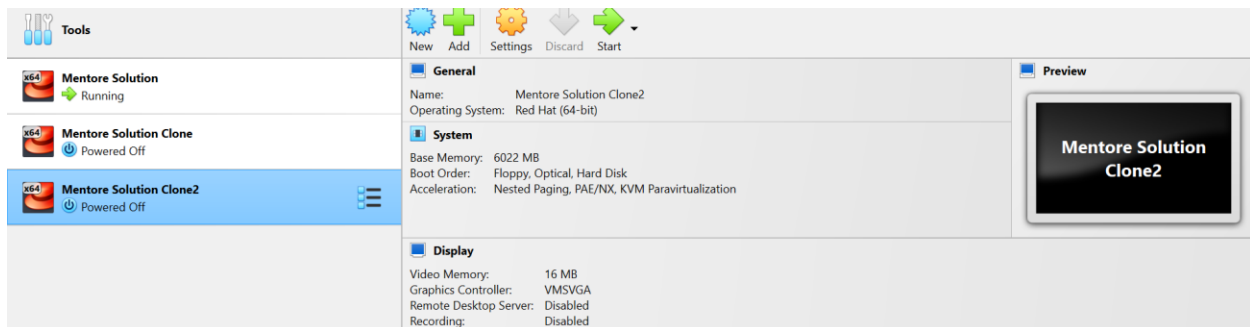 Tools
x64 Mentore Solution
Running
x64 Mentore Solution Clone
Powered Off
x64 Mentore Solution Clone2
Powered Off
New Add Settings Discard Start
General
Name: Mentore Solution Clone2
Operating System: Red Hat (64-bit)
System
Base Memory: 6022 MB
Boot Order: Floppy, Optical, Hard Disk
Acceleration: Nested Paging, PAE/NX, KVM Paravirtualization
Preview
Mentore Solution
Clone2
Display
Video Memory: 16 MB
Graphics Controller: VMSVGA
Remote Desktop Server: Disabled
Recording: Disabled